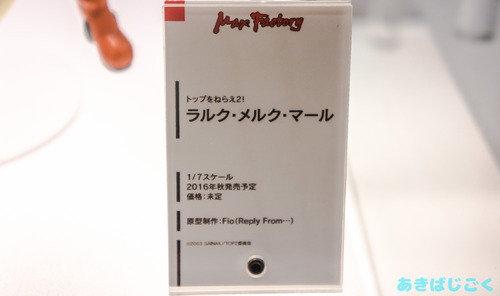 Max Factory
トップをねらえ2!
ラルク・メルク・マール
1/7スケール
2016年秋発売予定
価格:未定
原型制作:Fio(Reply From…)
あきばじごく